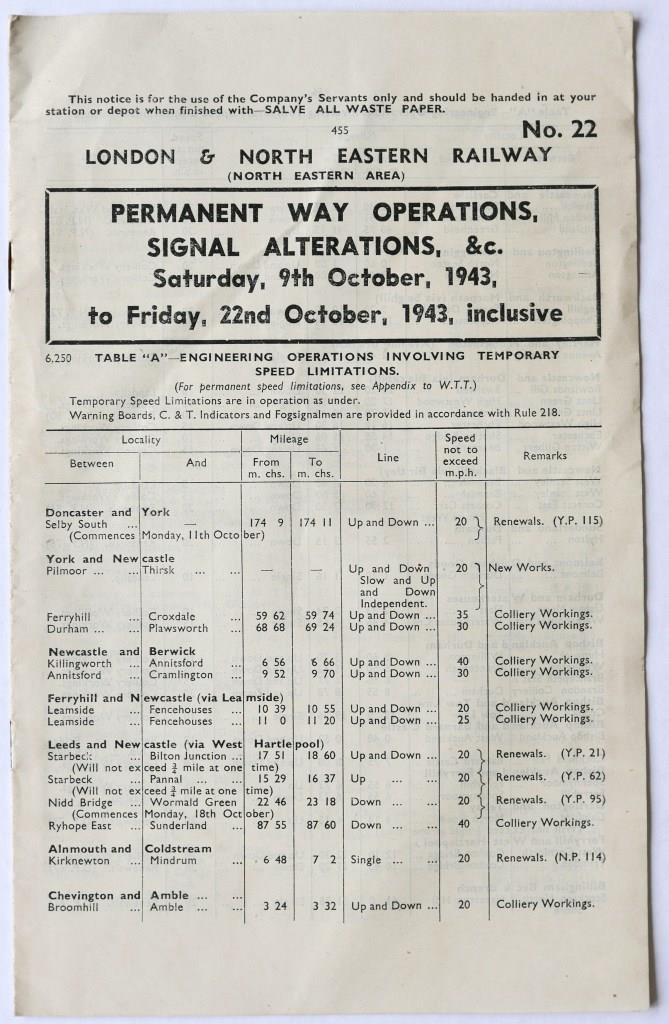 This notice is for the use of the Company's Servants only and should be handed in at your
station or depot when finished with—SALVE ALL WASTE PAPER.
455
No. 22
LONDON & NORTH EASTERN RAILWAY
(NORTH EASTERN AREA)
PERMANENT WAY OPERATIONS,
SIGNAL ALTERATIONS, &c.
Saturday, 9th October, 1943,
to Friday, 22nd October, 1943, inclusive
6,250 TABLE "A"—ENGINEERING OPERATIONS INVOLVING TEMPORARY
SPEED LIMITATIONS.
(For permanent speed limitations, see Appendix to W.T.T.)
Temporary Speed Limitations are in operation as under.
Warning Boards, C. & T. Indicators and Fogsignalmen are provided in accordance with Rule 218.
Locality Mileage Line Speed not to exceed m.p.h. Remarks
Between And From m. chs. To m. chs.
Doncaster and York
Selby South ... — 174 9 174 11 Up and Down ... 20 } Renewals. (Y.P. 115)
(Commences Monday, 11th October)
York and Newcastle
Pilmoor ... ... Thirsk ... ... — — Up and Down 20 } New Works.
Slow and Up
and Down
Independent.
Ferryhill ... Croxdale ... 59 62 59 74 Up and Down ... 35 Colliery Workings.
Durham ... ... Plawsworth ... 68 68 69 24 Up and Down ... 30 Colliery Workings.
Newcastle and Berwick
Killingworth ... Annitsford ... 6 56 6 66 Up and Down ... 40 Colliery Workings.
Annitsford ... Cramlington ... 9 52 9 70 Up and Down ... 30 Colliery Workings.
Ferryhill and Newcastle (via Leamside)
Leamside ... Fencehouses ... 10 39 10 55 Up and Down ... 20 Colliery Workings.
Leamside ... Fencehouses ... 11 0 11 20 Up and Down ... 25 Colliery Workings.
Leeds and Newcastle (via West Hartlepool)
Starbeck ... Bilton Junction ... 17 51 18 60 Up and Down ... 20 } Renewals. (Y.P. 21)
(Will not exceed ¾ mile at one time)
Starbeck ... Pannal ... ... 15 29 16 37 Up ... ... 20 } Renewals. (Y.P. 62)
(Will not exceed ¾ mile at one time)
Nidd Bridge ... Wormald Green 22 46 23 18 Down ... ... 20 } Renewals. (Y.P. 95)
(Commences Monday, 18th October)
Ryhope East ... Sunderland ... 87 55 87 60 Down ... ... 40 Colliery Workings.
Alnmouth and Coldstream
Kirknewton ... Mindrum ... 6 48 7 2 Single ... ... 20 Renewals. (N.P. 114)
Chevington and Amble ... ...
Broomhill ... Amble ... ... 3 24 3 32 Up and Down ... 20 Colliery Workings.